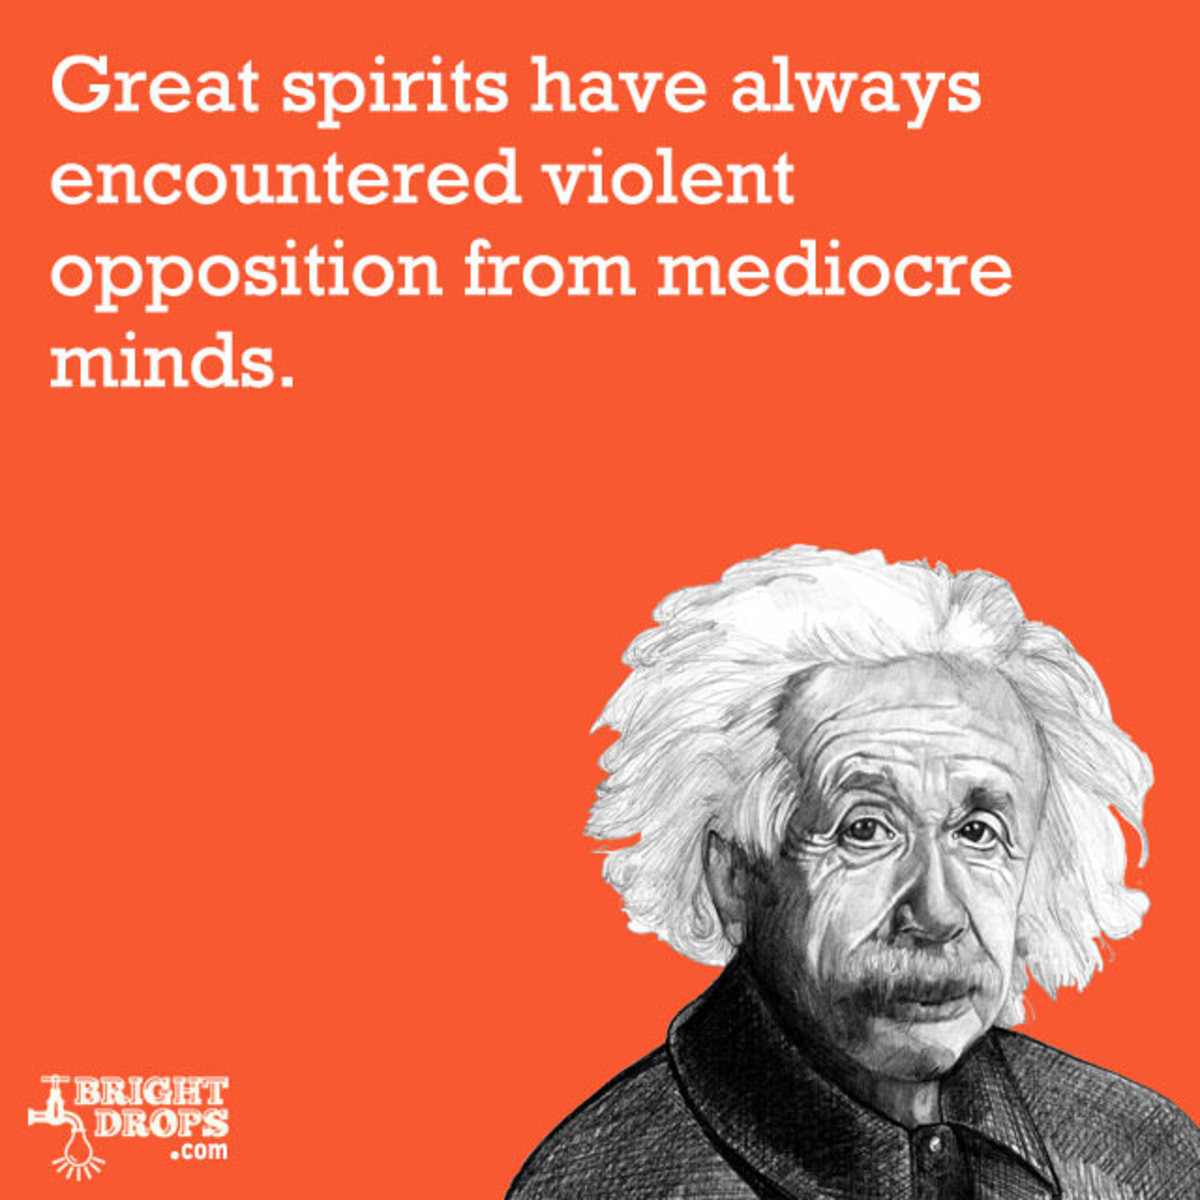 Great spirits have always
encountered violent
opposition from mediocre
minds.
BRIGHT
DROPS
.com